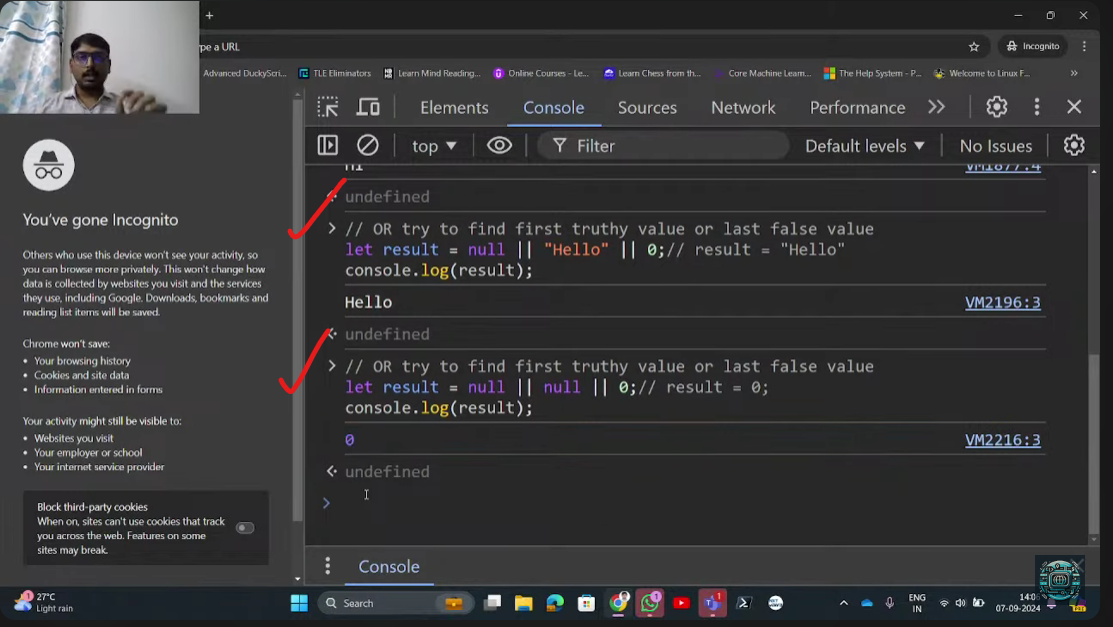 ype a URL
Incognito
Advanced DuckyScri...
TLE Eliminators
Learn Mind Reading...
Online Courses - Le...
Learn Chess from th...
Core Machine Learn...
The Help System - P...
Welcome to Linux F...
Elements
Console
Sources
Network
Performance
top
Filter
Default levels
No Issues
Hi
VM1877:4
undefined
> // OR try to find first truthy value or last false value
let result = null || "Hello" || 0;// result = "Hello"
console.log(result);
Hello
VM2196:3
undefined
> // OR try to find first truthy value or last false value
let result = null || null || 0;// result = 0;
console.log(result);
0
VM2216:3
undefined
>
Console
You've gone Incognito
Others who use this device won't see your activity, so
you can browse more privately. This won't change how
data is collected by websites you visit and the services
they use, including Google. Downloads, bookmarks and
reading list items will be saved.
Chrome won't save:
• Your browsing history
• Cookies and site data
• Information entered in forms
Your activity might still be visible to:
• Websites you visit
• Your employer or school
• Your internet service provider
Block third-party cookies
When on, sites can't use cookies that track
you across the web. Features on some
sites may break.
27°C
Light rain
Search
ENG
IN
07-09-2024